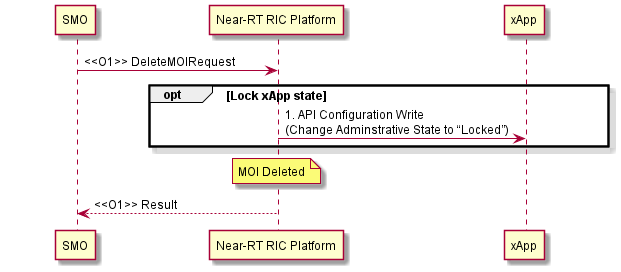 SMO
Near-RT RIC Platform
xApp
<<O1>> DeleteMOIRequest
opt
[Lock xApp state]
1. API Configuration Write
(Change Adminstrative State to “Locked”)
MOI Deleted
<<O1>> Result
SMO
Near-RT RIC Platform
xApp